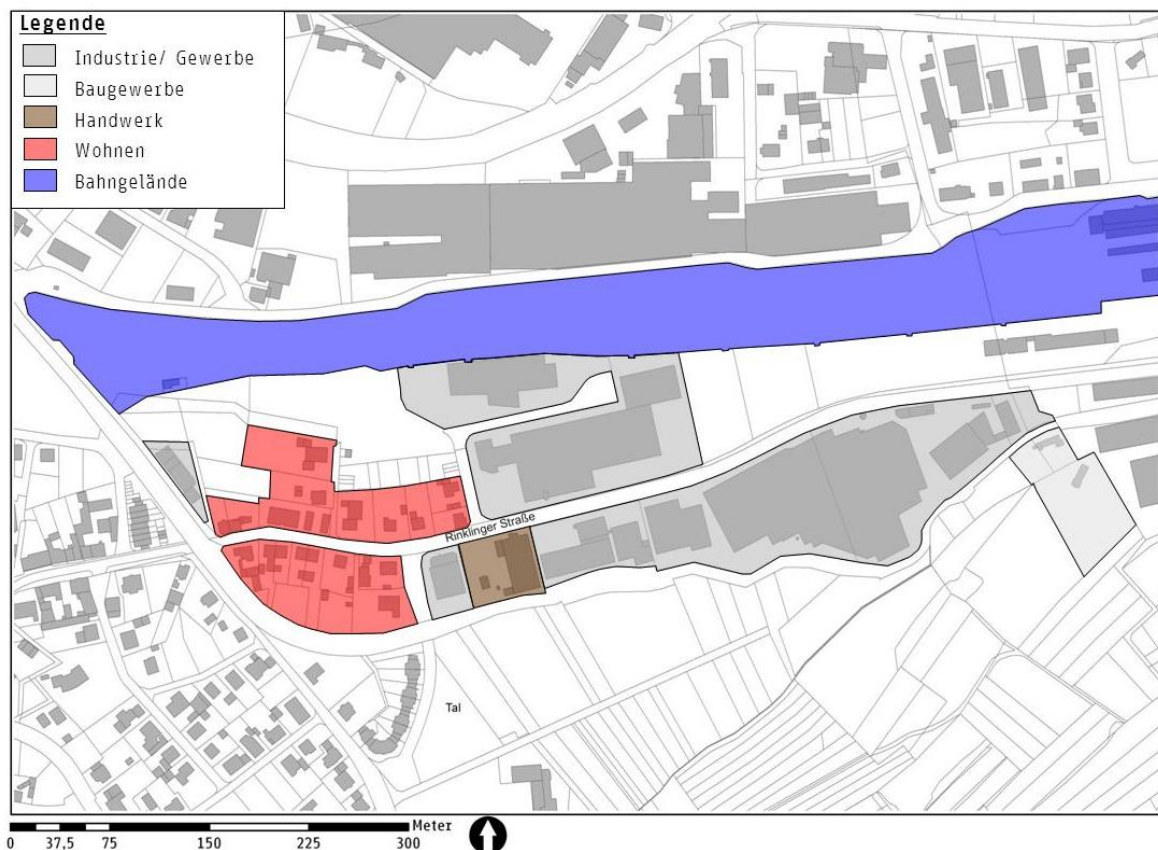 Legende
Industrie/ Gewerbe
Baugewerbe
Handwerk
Wohnen
Bahngelände
Rinklinger Straße
Tal
Meter
0 37,5 75 150 225 300